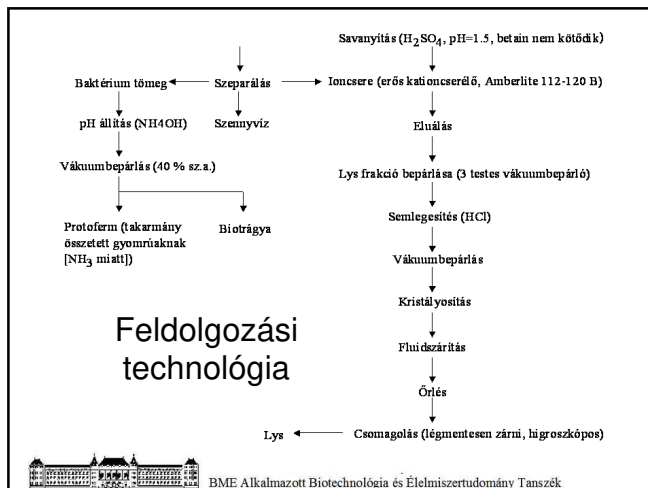 Savanyítás (H2SO4, pH=1.5, betain nem kötődik)
Baktérium tömeg
Szeparálás
Ioncsere (erős kationcserélő, Amberlite 112-120 B)
pH állítás (NH4OH)
Szennyvíz
Eluálás
Vákuumbepárlás (40 % sz.a.)
Lys frakció bepárlása (3 testes vákuumbepárló)
Protoferm (takarmány
összetett gyomrúaknak
[NH3 miatt])
Biotrágya
Semlegesítés (HCl)
Vákuumbepárlás
Kristályosítás
Feldolgozási
technológia
Fluidszárítás
Őrlés
Lys
Csomagolás (légmentesen zárni, higroszkópos)
BME Alkalmazott Biotechnológia és Élelmiszertudomány Tanszék